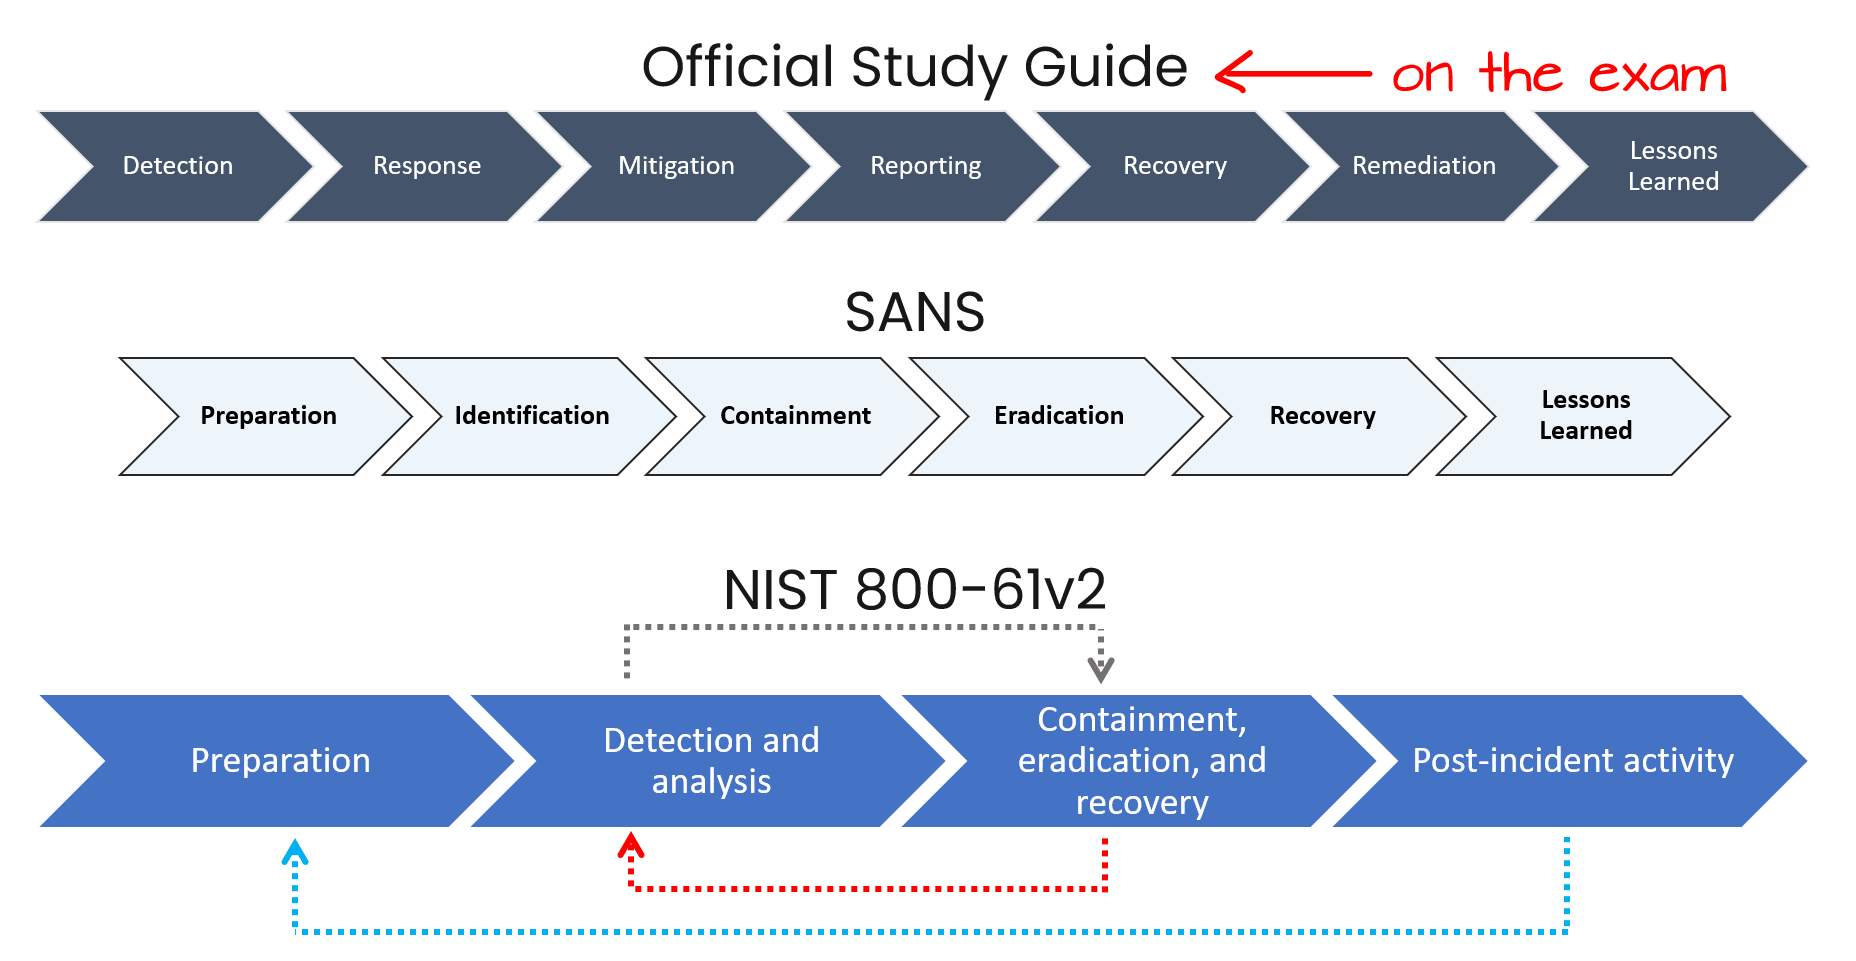 Official Study Guide
on the exam
Detection
Response
Mitigation
Reporting
Recovery
Remediation
Lessons
Learned
SANS
Preparation
Identification
Containment
Eradication
Recovery
Lessons
Learned
NIST 800-61v2
Preparation
Detection and
analysis
Containment,
eradication, and
recovery
Post-incident activity